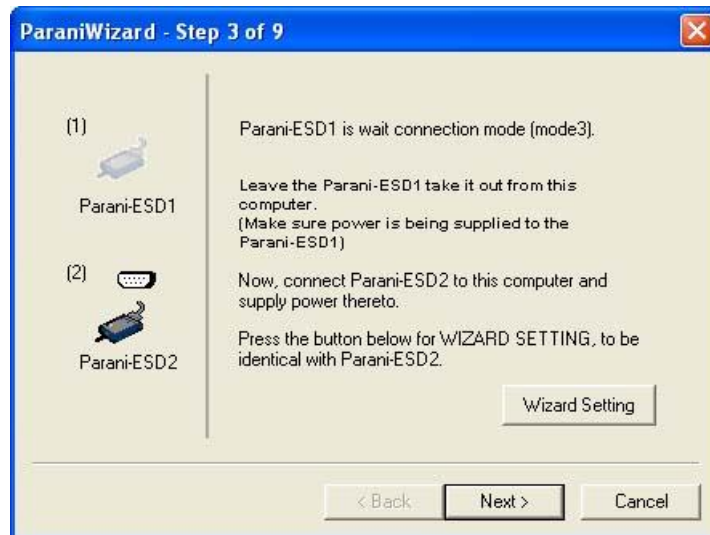 ParaniWizard - Step 3 of 9
(1)
Parani-ESD1
(2)
Parani-ESD2
Parani-ESD1 is wait connection mode (mode3).
Leave the Parani-ESD1 take it out from this
computer.
(Make sure power is being supplied to the
Parani-ESD1)
Now, connect Parani-ESD2 to this computer and
supply power thereto.
Press the button below for WIZARD SETTING, to be
identical with Parani-ESD2.
Wizard Setting
< Back
Next >
Cancel